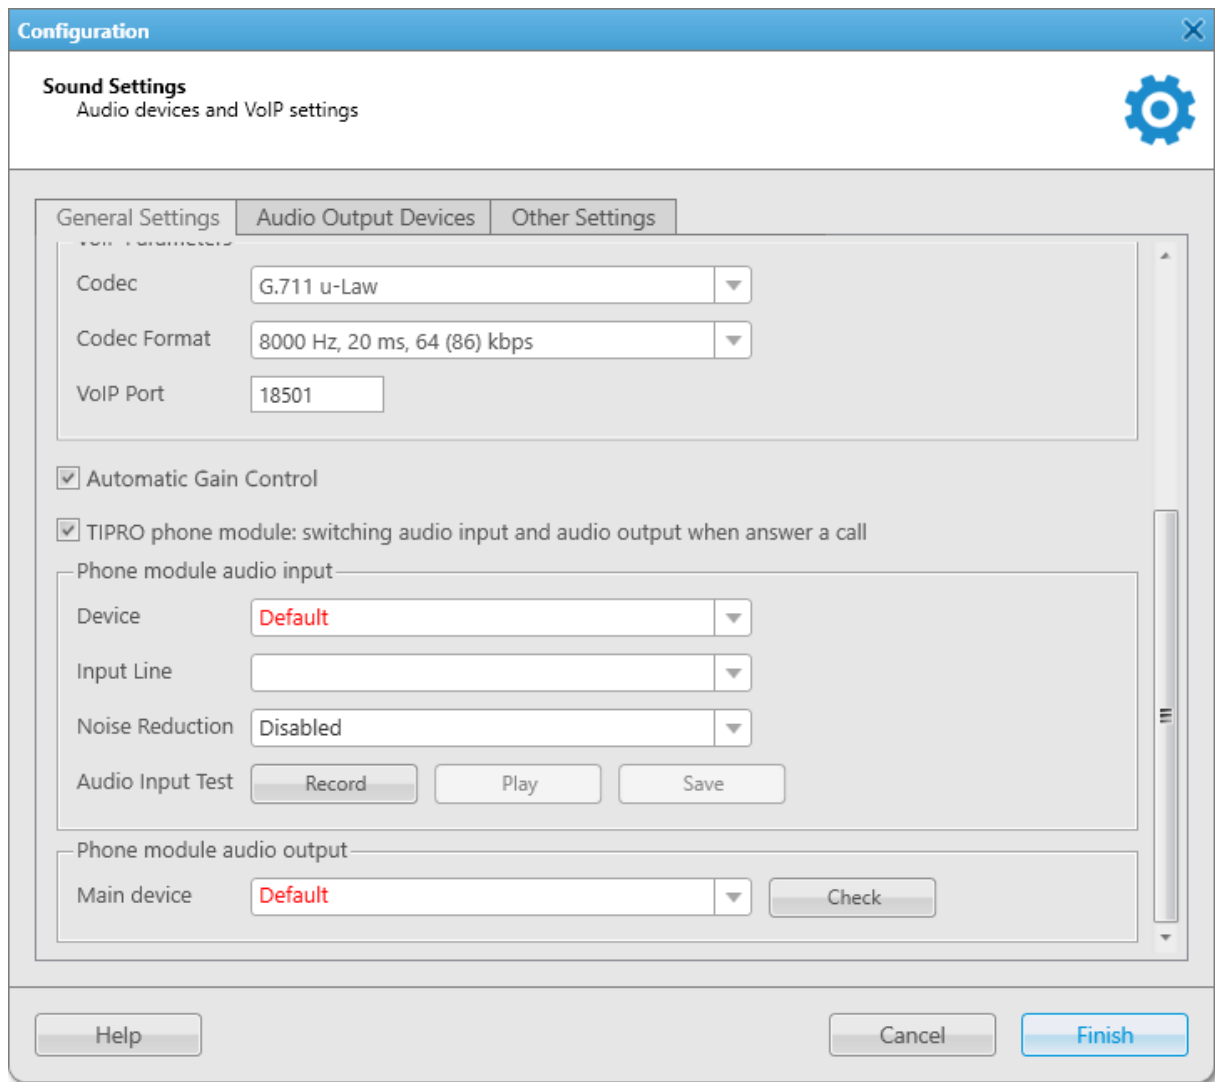 Configuration
Sound Settings
Audio devices and VoIP settings
General Settings Audio Output Devices Other Settings
VoIP Parameters
Codec G.711 u-Law
Codec Format 8000 Hz, 20 ms, 64 (86) kbps
VoIP Port 18501
Automatic Gain Control
TIPRO phone module: switching audio input and audio output when answer a call
Phone module audio input
Device Default
Input Line
Noise Reduction Disabled
Audio Input Test Record Play Save
Phone module audio output
Main device Default Check
Help Cancel Finish